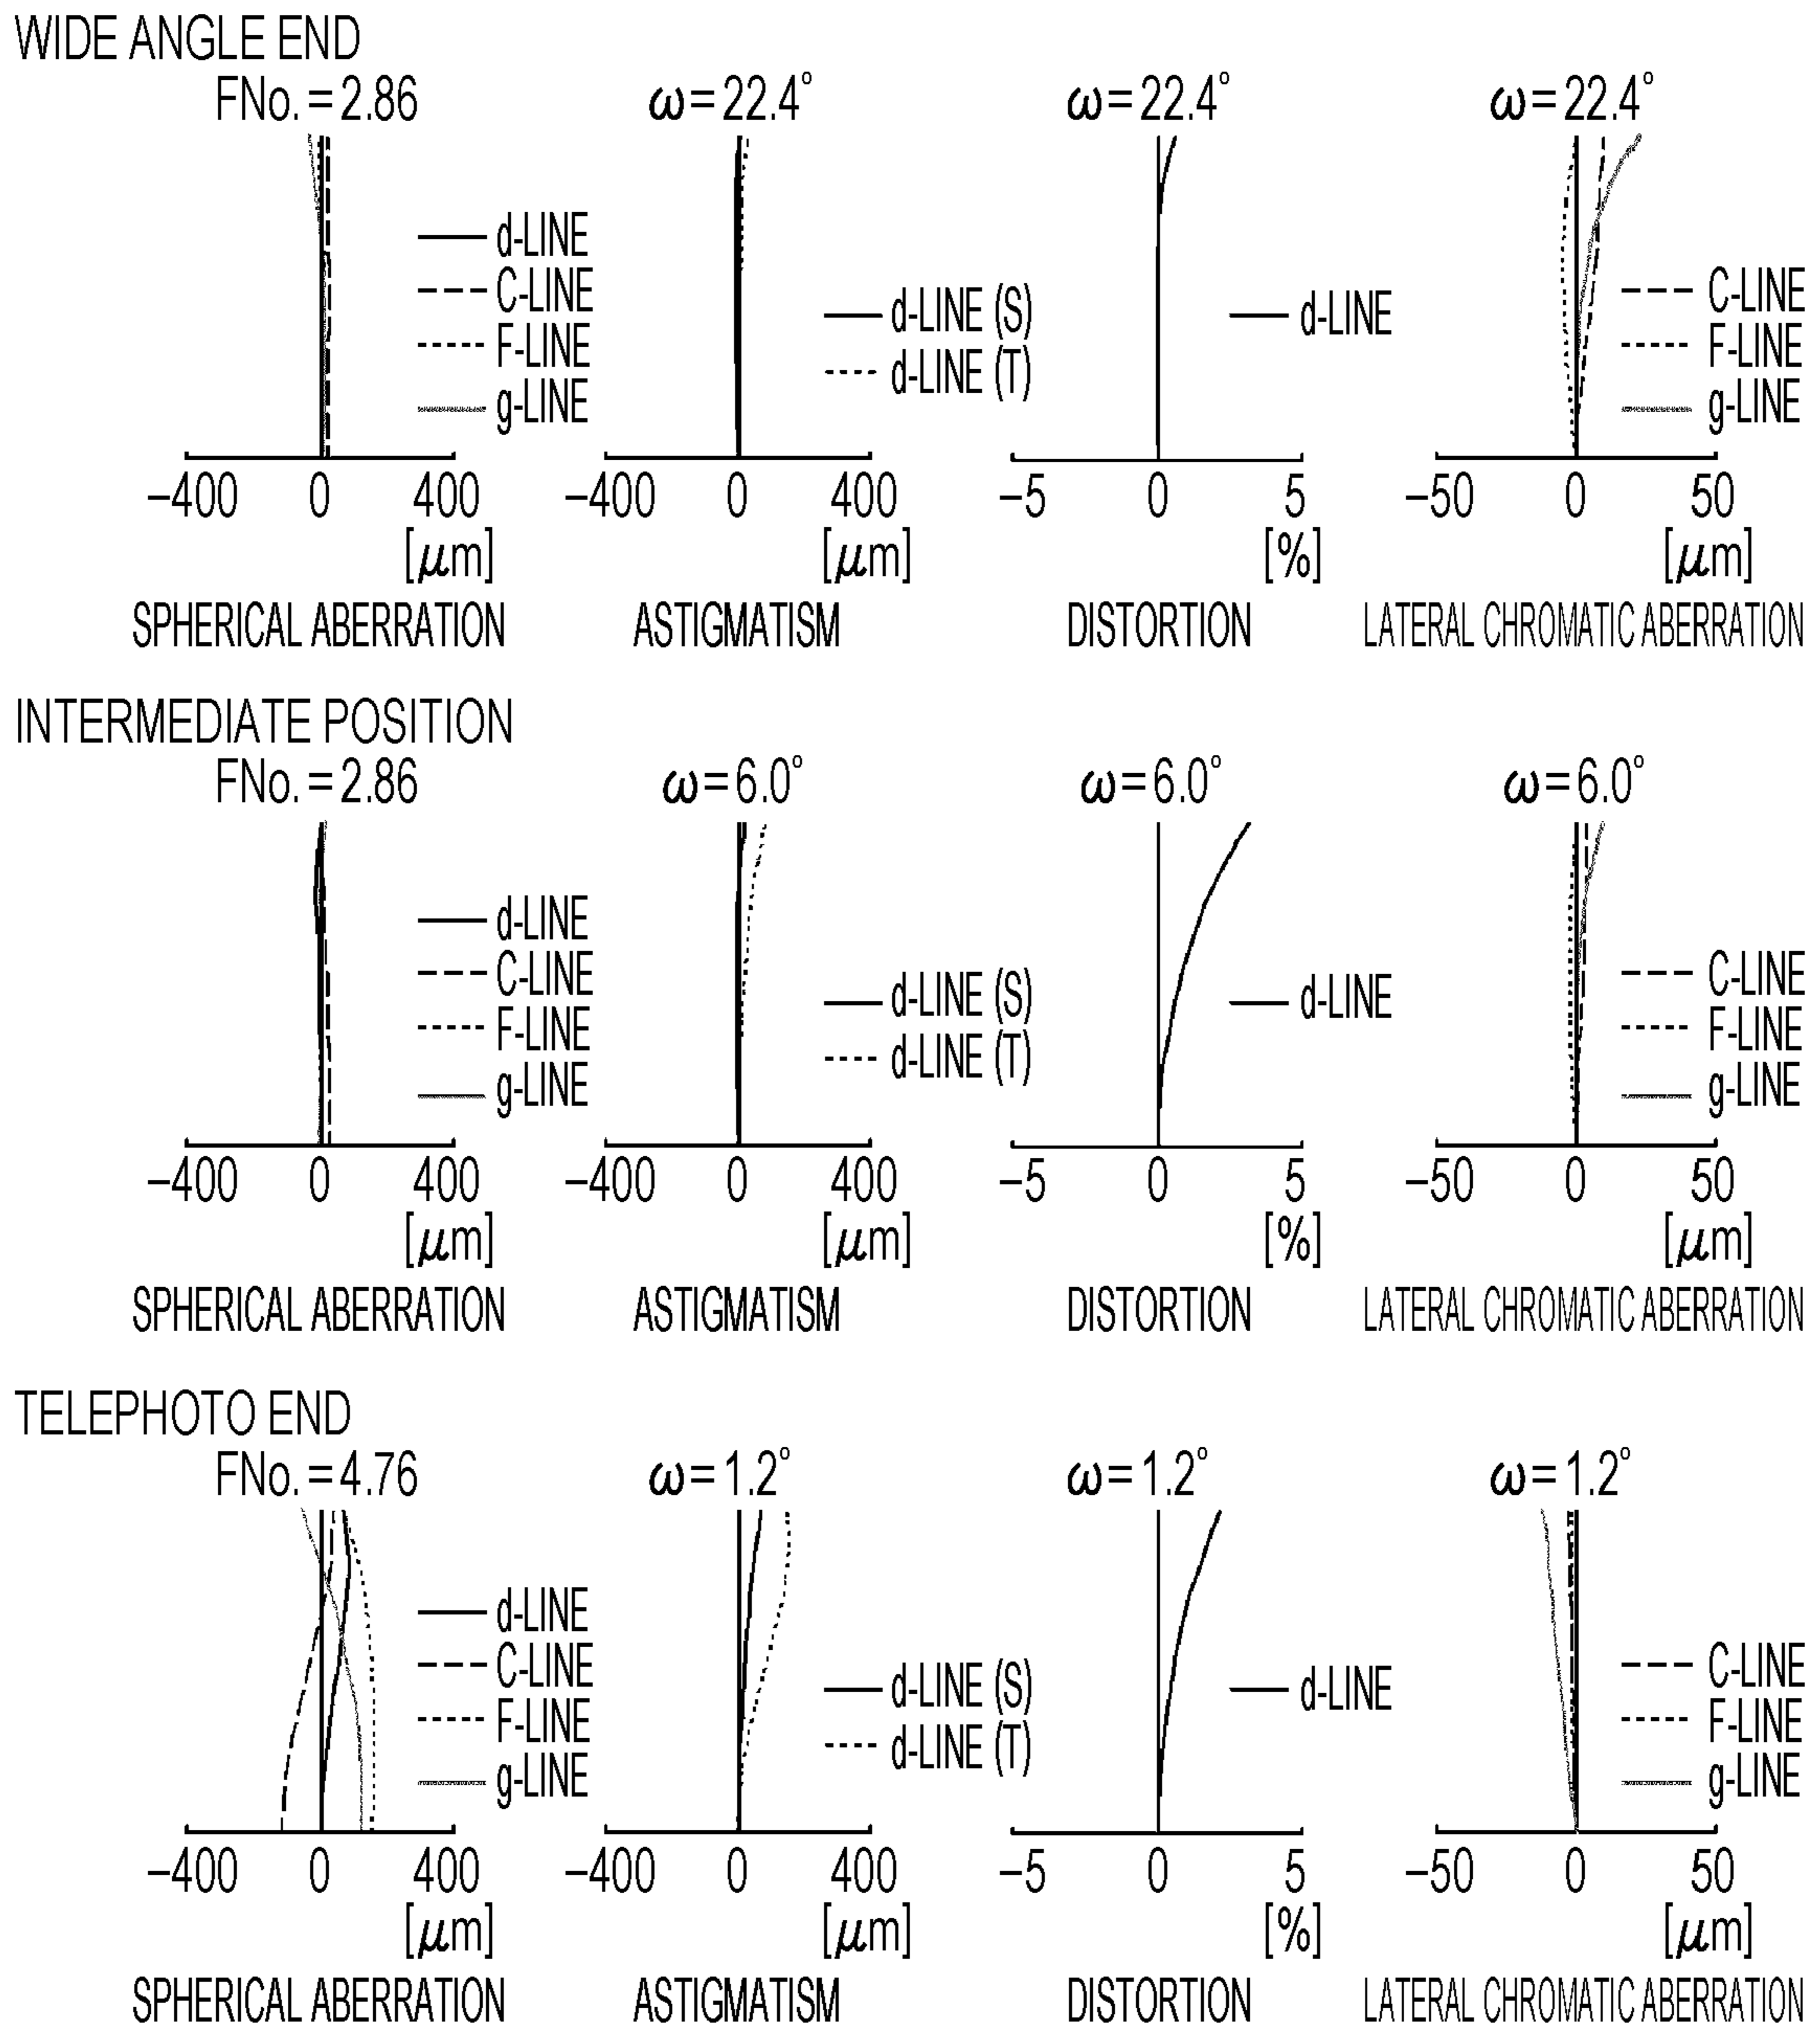 WIDE ANGLE END
FNo. = 2.86
ω=22.4°
ω=22.4°
ω=22.4°
d-LINE
C-LINE
F-LINE
g-LINE
d-LINE (S)
d-LINE (T)
d-LINE
C-LINE
F-LINE
g-LINE
−400 0 400
−400 0 400
−5 0 5
−50 0 50
[μm]
[μm]
[%]
[μm]
SPHERICAL ABERRATION
ASTIGMATISM
DISTORTION
LATERAL CHROMATIC ABERRATION
INTERMEDIATE POSITION
FNo. = 2.86
ω=6.0°
ω=6.0°
ω=6.0°
d-LINE
C-LINE
F-LINE
g-LINE
d-LINE (S)
d-LINE (T)
d-LINE
C-LINE
F-LINE
g-LINE
−400 0 400
−400 0 400
−5 0 5
−50 0 50
[μm]
[μm]
[%]
[μm]
SPHERICAL ABERRATION
ASTIGMATISM
DISTORTION
LATERAL CHROMATIC ABERRATION
TELEPHOTO END
FNo. = 4.76
ω=1.2°
ω=1.2°
ω=1.2°
d-LINE
C-LINE
F-LINE
g-LINE
d-LINE (S)
d-LINE (T)
d-LINE
C-LINE
F-LINE
g-LINE
−400 0 400
−400 0 400
−5 0 5
−50 0 50
[μm]
[μm]
[%]
[μm]
SPHERICAL ABERRATION
ASTIGMATISM
DISTORTION
LATERAL CHROMATIC ABERRATION